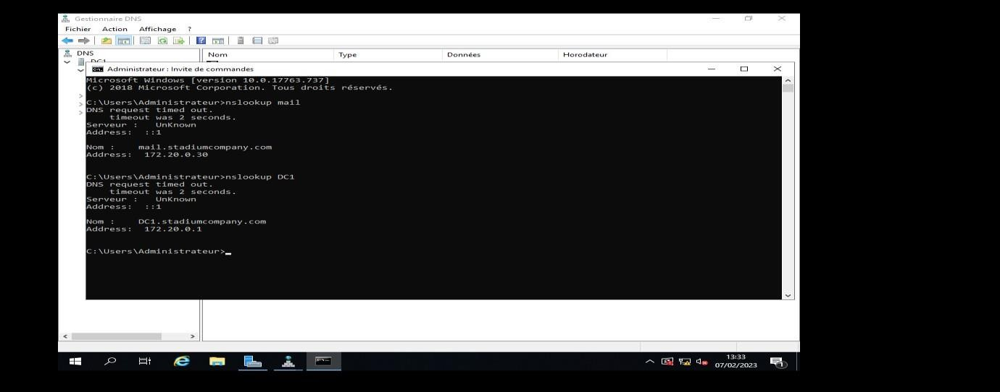 Gestionnaire DNS
Fichier Action Affichage ?
DNS
Nom Type Données Horodateur
DC1
Administrateur : Invite de commandes
Microsoft Windows [version 10.0.17763.737]
(c) 2018 Microsoft Corporation. Tous droits réservés.
C:\Users\Administrateur>nslookup mail
DNS request timed out.
timeout was 2 seconds.
Serveur : UnKnown
Address: ::1
Nom : mail.stadiumcompany.com
Address: 172.20.0.30
C:\Users\Administrateur>nslookup DC1
DNS request timed out.
timeout was 2 seconds.
Serveur : UnKnown
Address: ::1
Nom : DC1.stadiumcompany.com
Address: 172.20.0.1
C:\Users\Administrateur>
13:33
07/02/2023
1